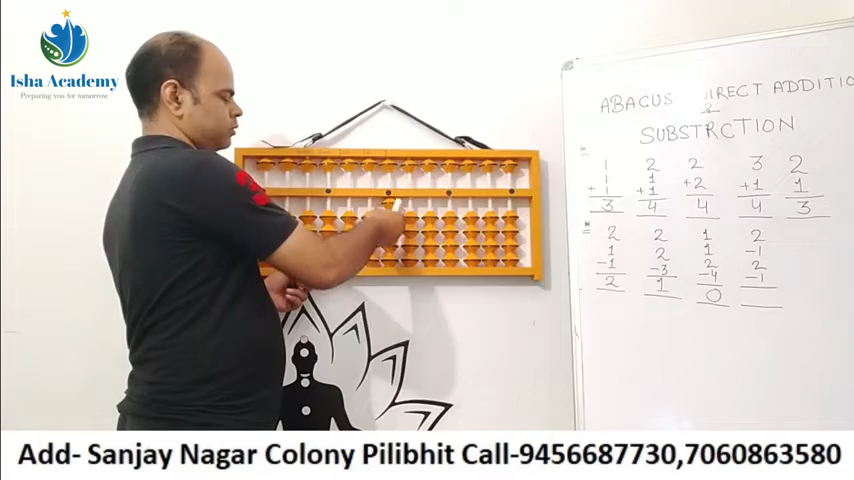 Isha Academy
Preparing you for tomorrow
ABACUS DIRECT ADDITIO
&
SUBSTRCTION
1 2 2 3 2
1 1 +2 +1 1
+1 +1 4 4 3
3 4
2 2 1 2
1 2 1 -1
-1 -3 2 2
2 1 -4 -1
0
Add- Sanjay Nagar Colony Pilibhit Call-9456687730,7060863580